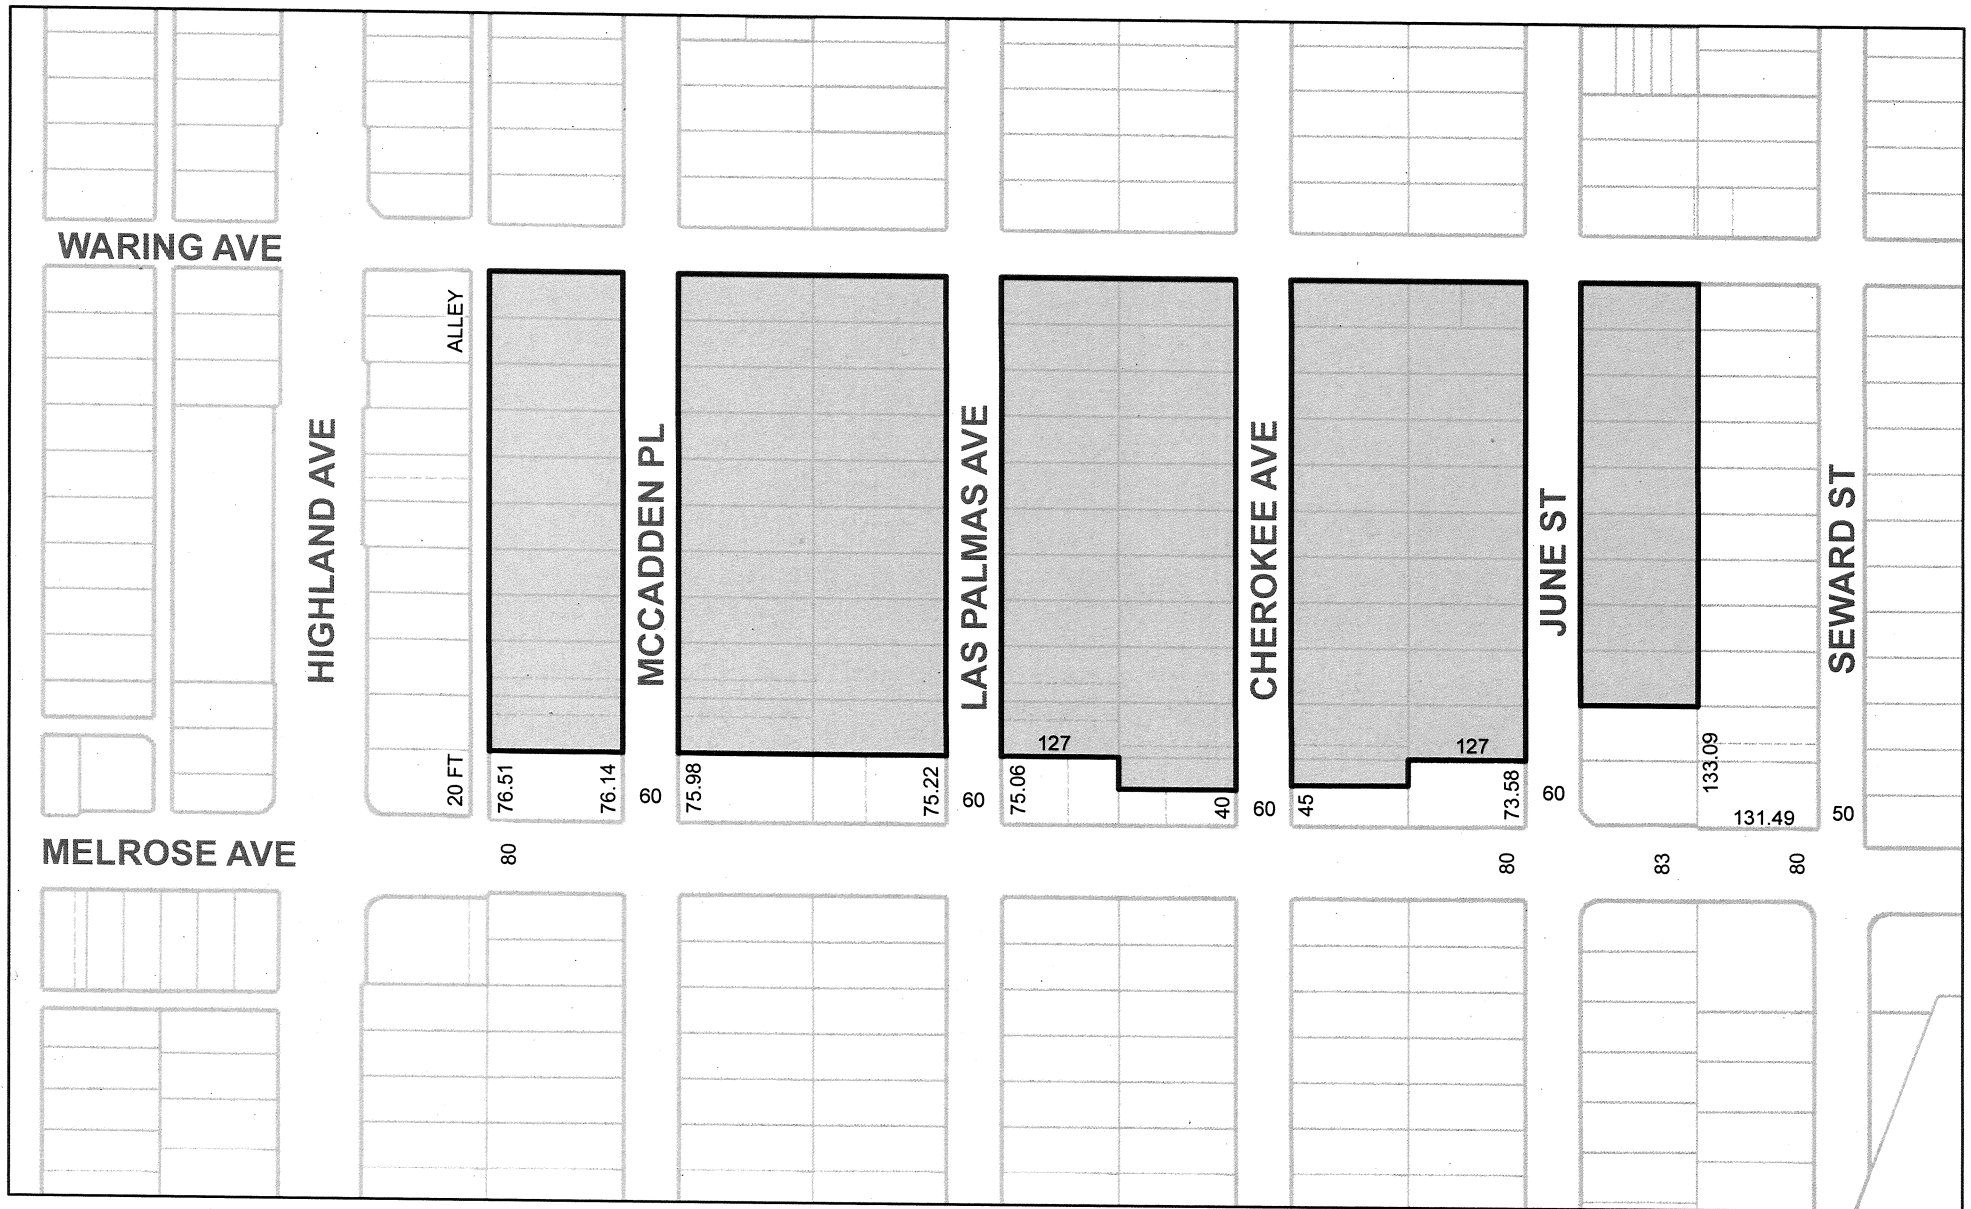 WARING AVE
ALLEY
HIGHLAND AVE
MCCADDEN PL
LAS PALMAS AVE
CHEROKEE AVE
JUNE ST
SEWARD ST
127
127
133.09
20 FT
76.51
76.14
60
75.98
75.22
60
75.06
40
60
45
73.58
60
131.49
50
MELROSE AVE
80
80
83
80